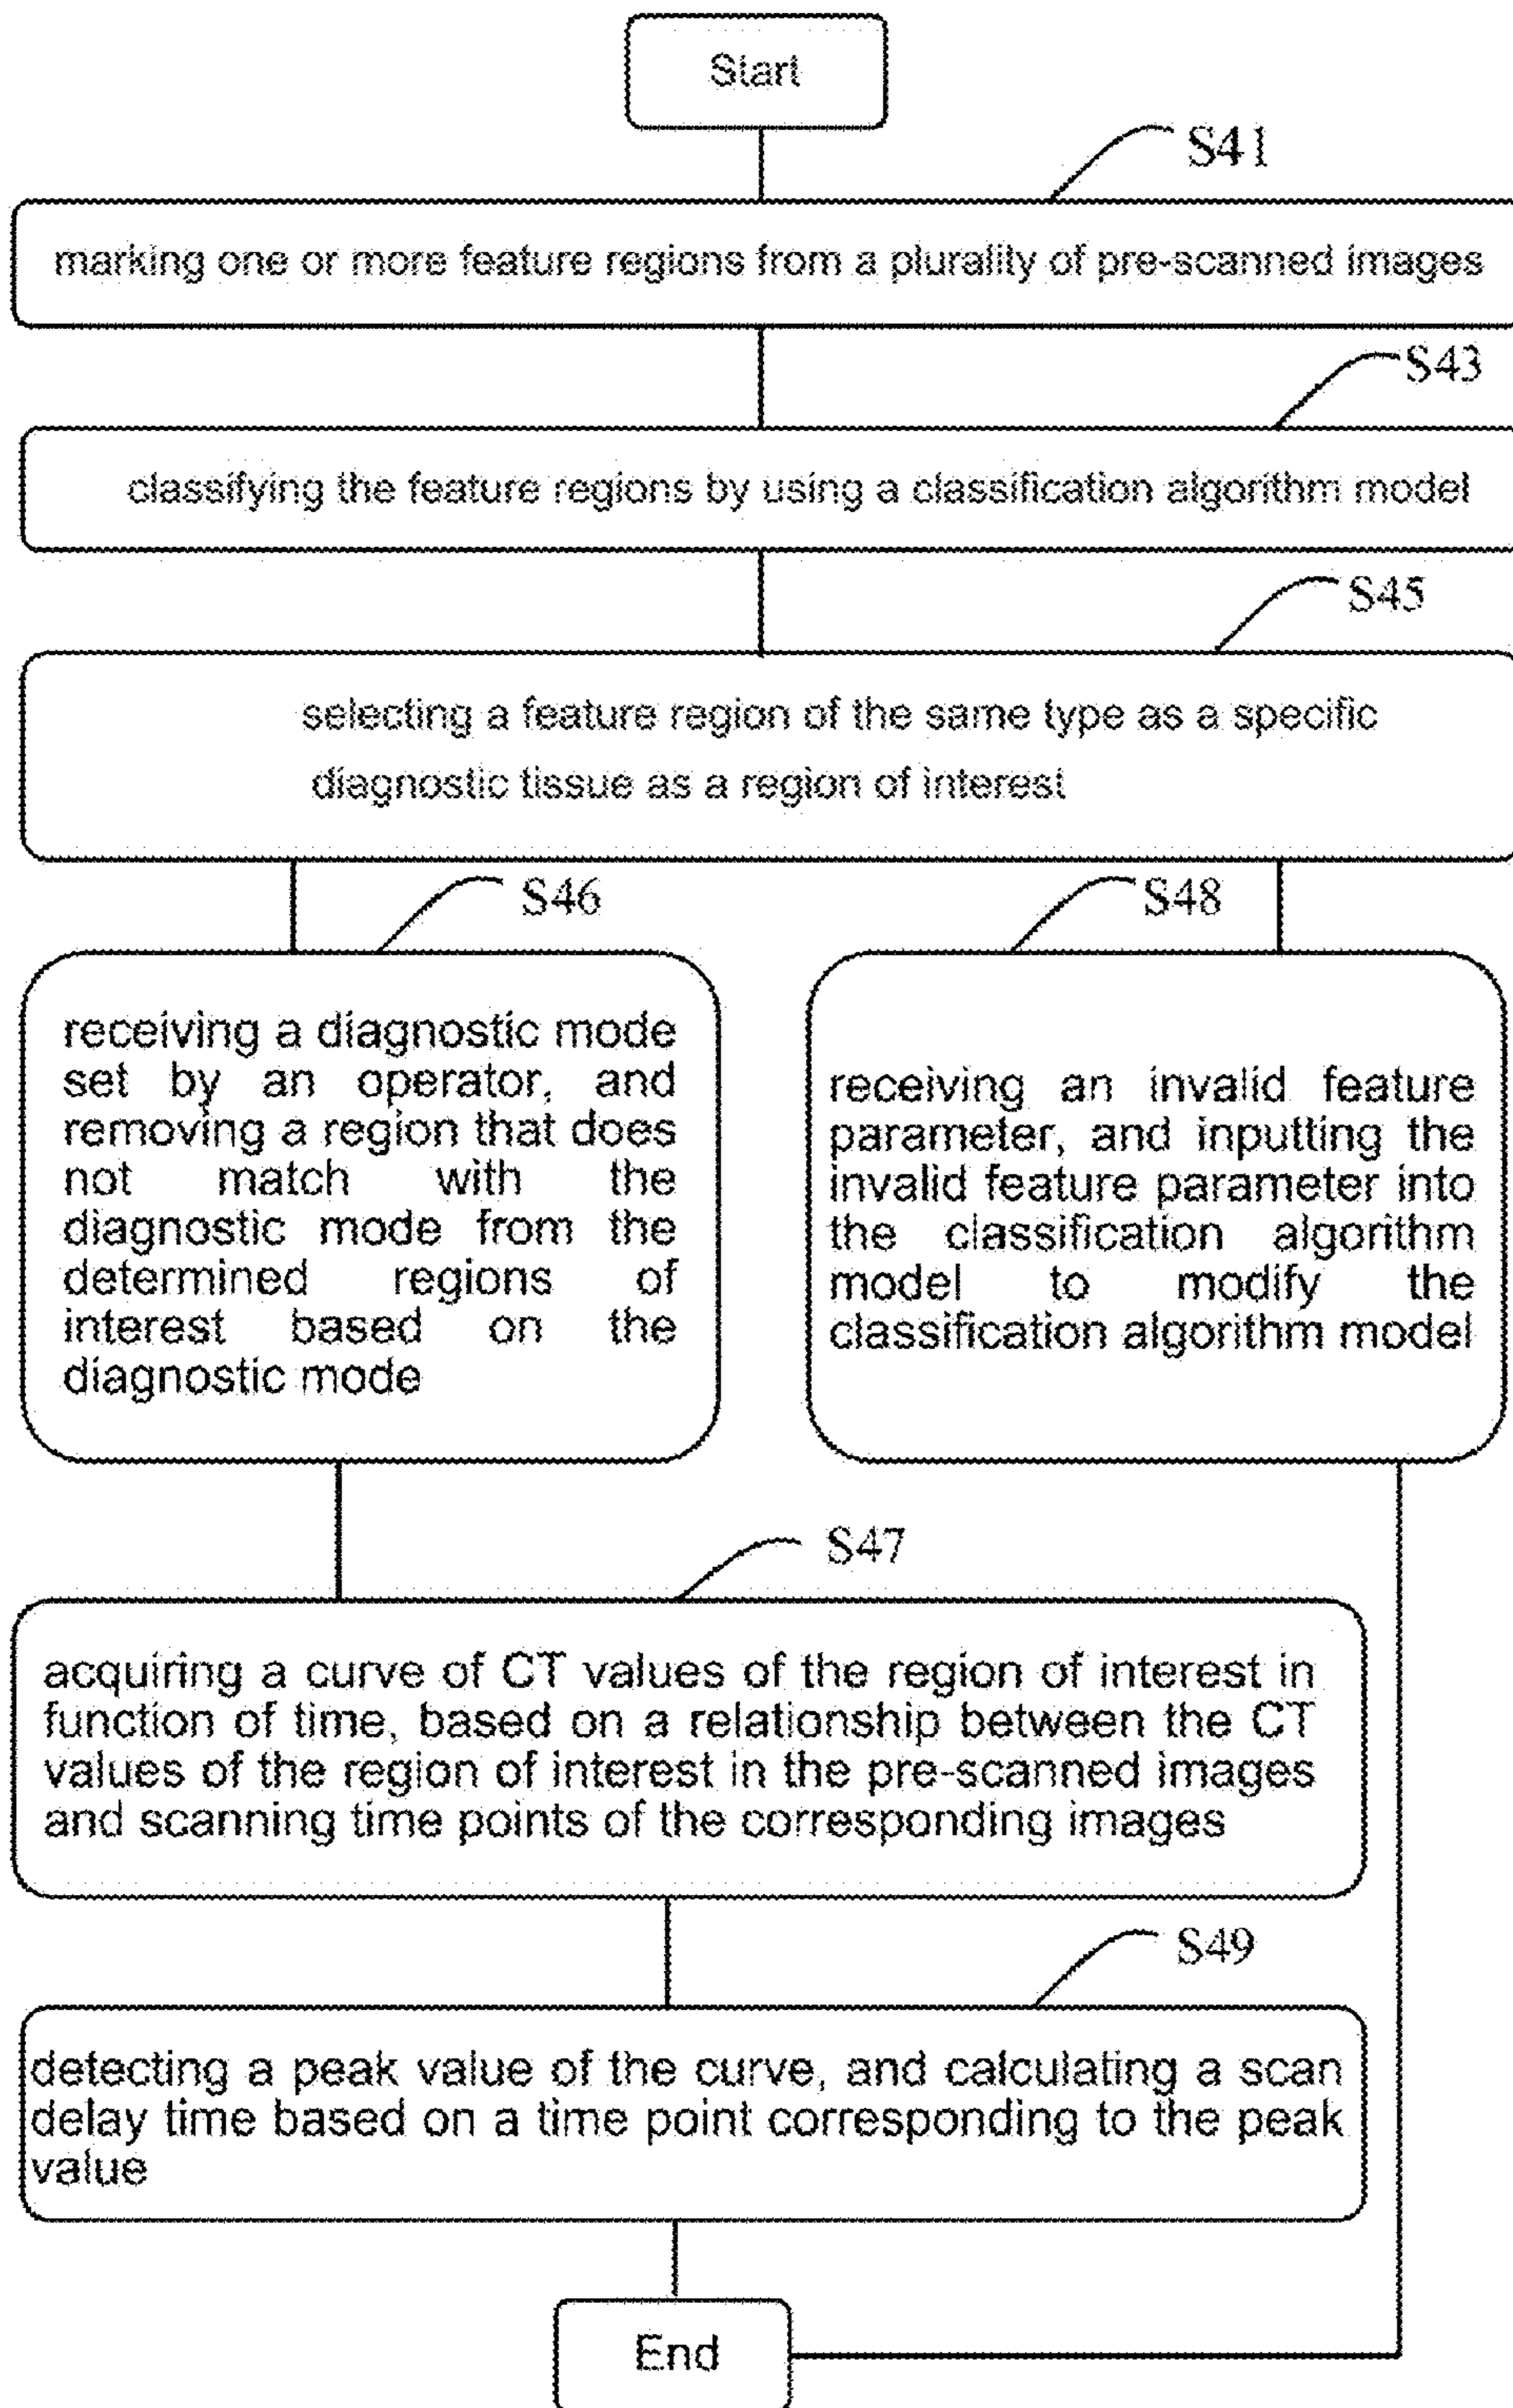 Start
S41
marking one or more feature regions from a plurality of pre-scanned images
S43
classifying the feature regions by using a classification algorithm model
S45
selecting a feature region of the same type as a specific
diagnostic tissue as a region of interest
S46
receiving a diagnostic mode
set by an operator, and
removing a region that does
not match with the
diagnostic mode from the
determined regions of
interest based on the
diagnostic mode
S48
receiving an invalid feature
parameter, and inputting the
invalid feature parameter into
the classification algorithm
model to modify the
classification algorithm model
S47
acquiring a curve of CT values of the region of interest in
function of time, based on a relationship between the CT
values of the region of interest in the pre-scanned images
and scanning time points of the corresponding images
S49
detecting a peak value of the curve, and calculating a scan
delay time based on a time point corresponding to the peak
value
End